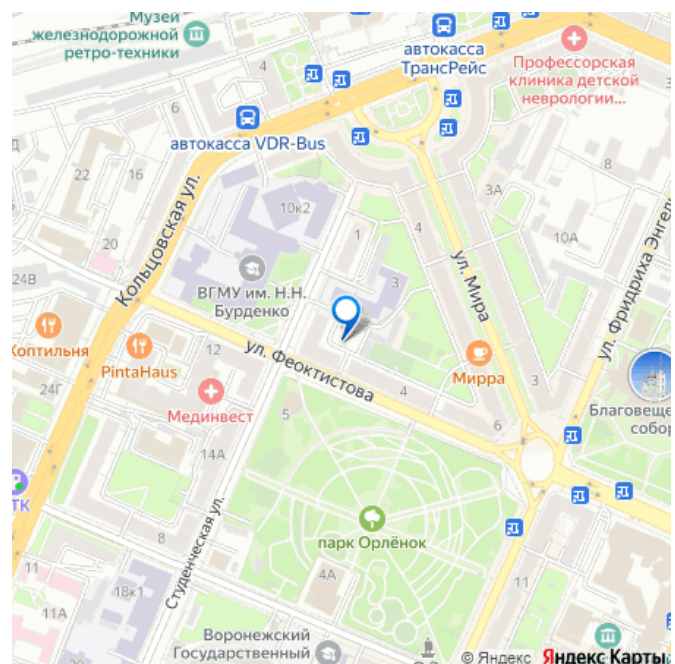 Музей
железнодорожной
ретро-техники
автокасса
ТрансРейс
Профессорская
клиника детской
неврологии...
6
автокасса VDR-Bus
22
16
8
3А
10к2
Кольцовская ул.
4
1
10А
20
ул. Мира
ул. Фридриха Энгель
24В
ВГМУ им. Н.Н.
Бурденко
3
Коптильня
PintaHaus
12
ул. Феоктистова
Мирра
3
24Г
Мединвест
4
5
6
Благовеще
собор
14А
ТК
парк Орлёнок
8
Студенческая ул.
11
4А
11
18к1
11А
Воронежский
Государственный
© Яндекс Яндекс Карты